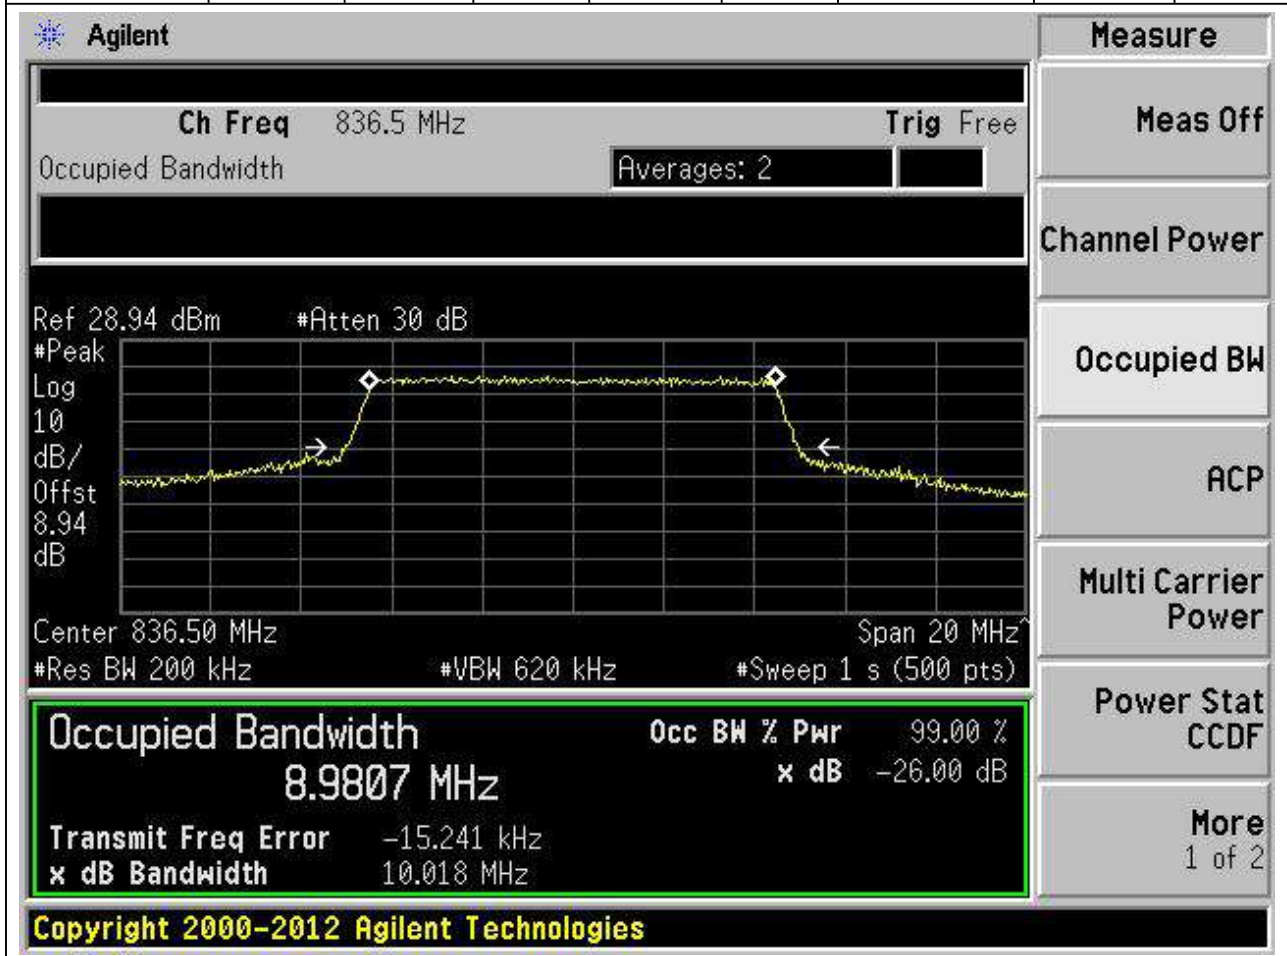 Agilent
Measure
Ch Freq 836.5 MHz Trig Free
Occupied Bandwidth Averages: 2
Meas Off
Channel Power
Occupied BW
ACP
Multi Carrier
Power
Power Stat
CCDF
More
1 of 2
Ref 28.94 dBm #Atten 30 dB
#Peak
Log
10
dB/
Offst
8.94
dB
Center 836.50 MHz Span 20 MHz^
#Res BW 200 kHz #VBW 620 kHz #Sweep 1 s (500 pts)
Occupied Bandwidth Occ BW % Pwr 99.00 %
8.9807 MHz x dB -26.00 dB
Transmit Freq Error -15.241 kHz
x dB Bandwidth 10.018 MHz
Copyright 2000-2012 Agilent Technologies